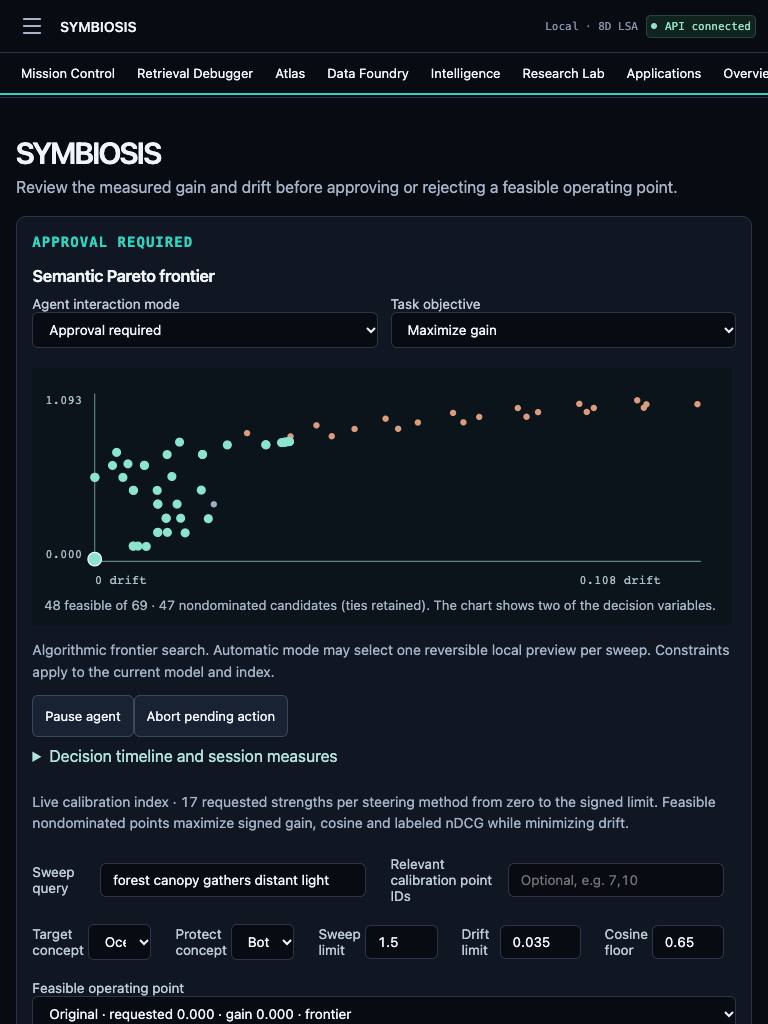 SYMBIOSIS
Local · 8D LSA
API connected
Mission Control
Retrieval Debugger
Atlas
Data Foundry
Intelligence
Research Lab
Applications
Overvie
SYMBIOSIS
Review the measured gain and drift before approving or rejecting a feasible operating point.
APPROVAL REQUIRED
Semantic Pareto frontier
Agent interaction mode
Approval required
Task objective
Maximize gain
1.093
0.000
0 drift
0.108 drift
48 feasible of 69 · 47 nondominated candidates (ties retained). The chart shows two of the decision variables.
Algorithmic frontier search. Automatic mode may select one reversible local preview per sweep. Constraints
apply to the current model and index.
Pause agent
Abort pending action
Decision timeline and session measures
Live calibration index · 17 requested strengths per steering method from zero to the signed limit. Feasible
nondominated points maximize signed gain, cosine and labeled nDCG while minimizing drift.
Sweep
query
forest canopy gathers distant light
Relevant
calibration point
IDs
Optional, e.g. 7,10
Target
concept
Oce
Protect
concept
Bot
Sweep
limit
1.5
Drift
limit
0.035
Cosine
floor
0.65
Feasible operating point
Original · requested 0.000 · gain 0.000 · frontier